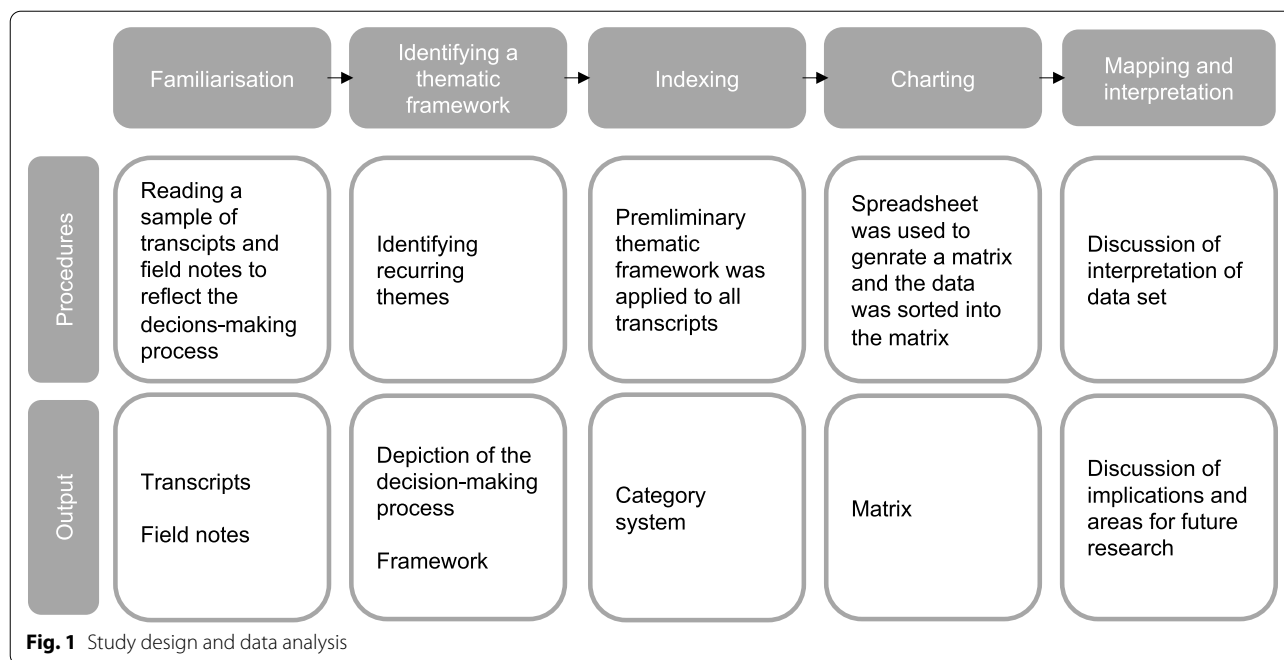 Familiarisation
Identifying a
thematic
framework
Indexing
Charting
Mapping and
interpretation
Procedures
Reading a
sample of
transcipts and
field notes to
reflect the
decions-making
process
Identifying
recurring
themes
Premliminary
thematic
framework was
applied to all
transcripts
Spreadsheet
was used to
genrate a matrix
and the data
was sorted into
the matrix
Discussion of
interpretation of
data set
Output
Transcripts
Field notes
Depiction of the
decision-making
process
Framework
Category
system
Matrix
Discussion of
implications and
areas for future
research
Fig. 1 Study design and data analysis